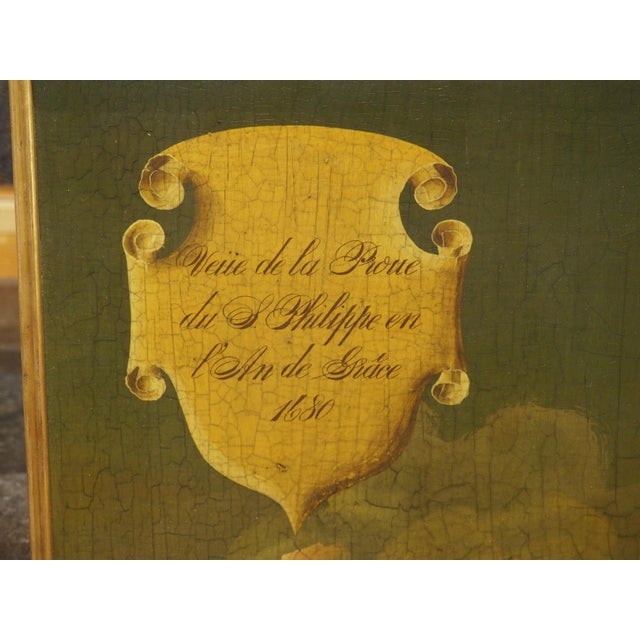 Veüe de la Proue
du S Philippe en
l'An de Grâce
1680